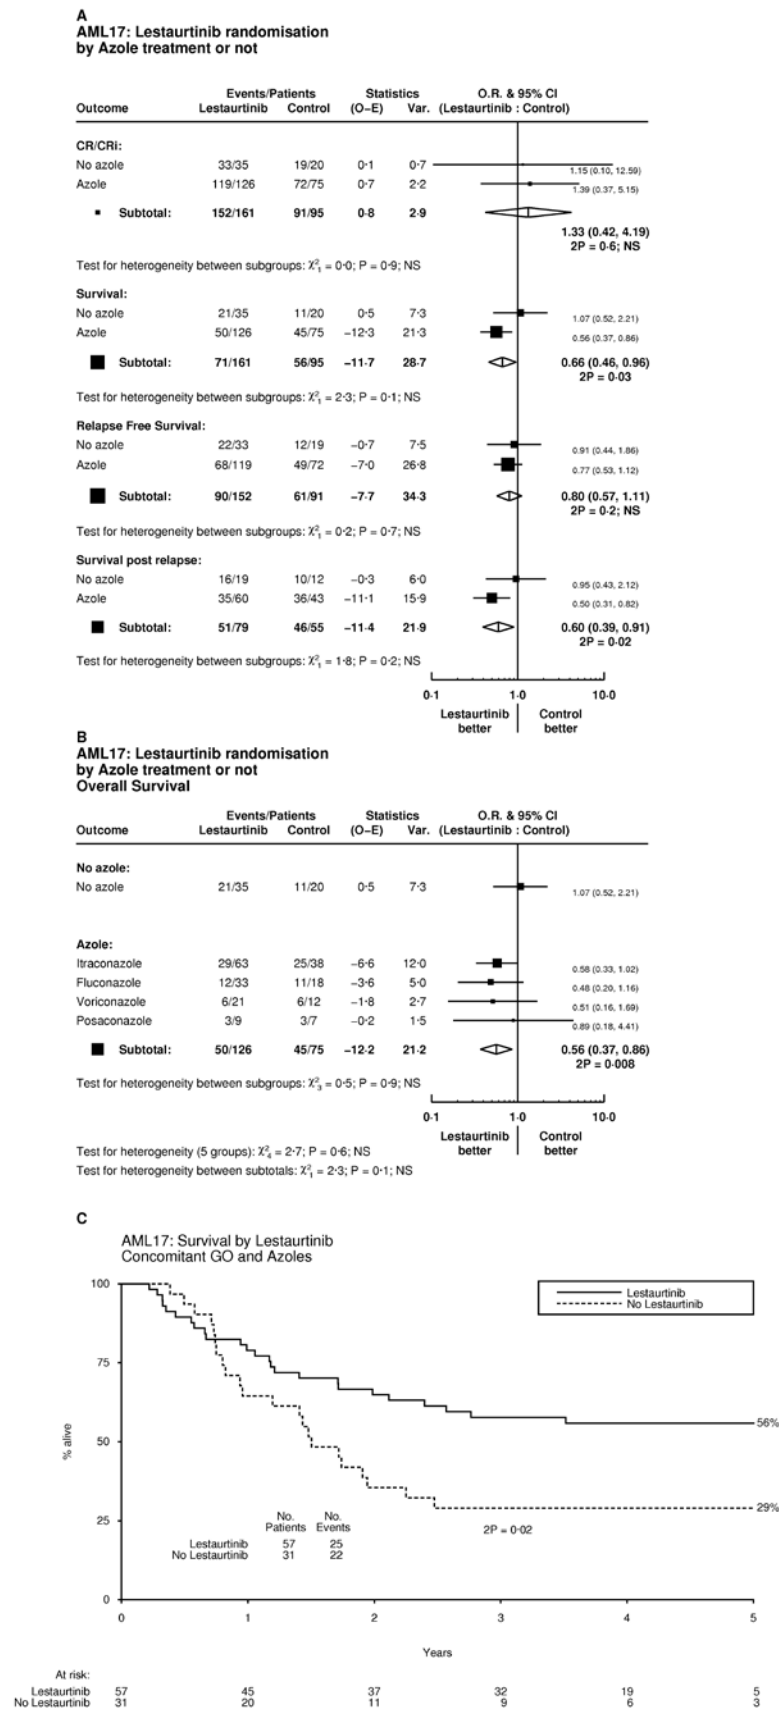 A
AML17: Lestaurtinib randomisation
by Azole treatment or not
Events/Patients Statistics O.R. & 95% CI
Outcome Lestaurtinib Control (O−E) Var. (Lestaurtinib : Control)
CR/CRi:
No azole 33/35 19/20 0·1 0·7 1·15 (0·10, 12·59)
Azole 119/126 72/75 0·7 2·2 1·39 (0·37, 5·15)
Subtotal: 152/161 91/95 0·8 2·9 1·33 (0·42, 4·19)
2P = 0·6; NS
Test for heterogeneity between subgroups: χ²₁ = 0·0; P = 0·9; NS
Survival:
No azole 21/35 11/20 0·5 7·3 1·07 (0·52, 2·21)
Azole 50/126 45/75 −12·3 21·3 0·56 (0·37, 0·86)
Subtotal: 71/161 56/95 −11·7 28·7 0·66 (0·46, 0·96)
2P = 0·03
Test for heterogeneity between subgroups: χ²₁ = 2·3; P = 0·1; NS
Relapse Free Survival:
No azole 22/33 12/19 −0·7 7·5 0·91 (0·44, 1·86)
Azole 68/119 49/72 −7·0 26·8 0·77 (0·53, 1·12)
Subtotal: 90/152 61/91 −7·7 34·3 0·80 (0·57, 1·11)
2P = 0·2; NS
Test for heterogeneity between subgroups: χ²₁ = 0·2; P = 0·7; NS
Survival post relapse:
No azole 16/19 10/12 −0·3 6·0 0·95 (0·43, 2·12)
Azole 35/60 36/43 −11·1 15·9 0·50 (0·31, 0·82)
Subtotal: 51/79 46/55 −11·4 21·9 0·60 (0·39, 0·91)
2P = 0·02
Test for heterogeneity between subgroups: χ²₁ = 1·8; P = 0·2; NS
0·1 1·0 10·0
Lestaurtinib Control
better better
B
AML17: Lestaurtinib randomisation
by Azole treatment or not
Overall Survival
Events/Patients Statistics O.R. & 95% CI
Outcome Lestaurtinib Control (O−E) Var. (Lestaurtinib : Control)
No azole:
No azole 21/35 11/20 0·5 7·3 1·07 (0·52, 2·21)
Azole:
Itraconazole 29/63 25/38 −6·6 12·0 0·58 (0·33, 1·02)
Fluconazole 12/33 11/18 −3·6 5·0 0·48 (0·20, 1·16)
Voriconazole 6/21 6/12 −1·8 2·7 0·51 (0·16, 1·69)
Posaconazole 3/9 3/7 −0·2 1·5 0·89 (0·18, 4·41)
Subtotal: 50/126 45/75 −12·2 21·2 0·56 (0·37, 0·86)
2P = 0·008
Test for heterogeneity between subgroups: χ²₃ = 0·5; P = 0·9; NS
0·1 1·0 10·0
Lestaurtinib Control
better better
Test for heterogeneity (5 groups): χ²₄ = 2·7; P = 0·6; NS
Test for heterogeneity between subtotals: χ²₁ = 2·3; P = 0·1; NS
C
AML17: Survival by Lestaurtinib
Concomitant GO and Azoles
100
Lestaurtinib
No Lestaurtinib
75
56%
% alive
50
29%
25
No. No.
Patients Events
2P = 0·02
Lestaurtinib 57 25
No Lestaurtinib 31 22
0
0 1 2 3 4 5
Years
At risk:
Lestaurtinib 57 45 37 32 19 5
No Lestaurtinib 31 20 11 9 6 3